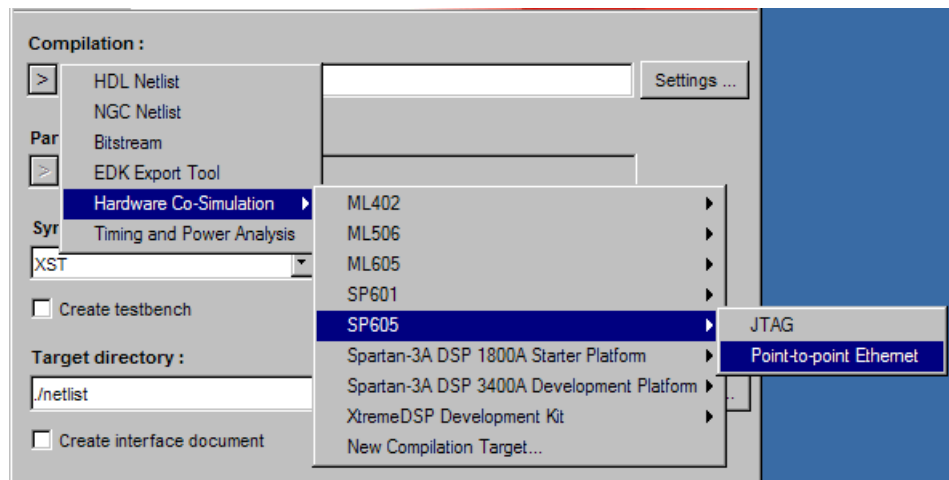 Compilation :
>
HDL Netlist
Settings ...
NGC Netlist
Par
Bitstream
>
EDK Export Tool
Hardware Co-Simulation
ML402
Syn
Timing and Power Analysis
ML506
XST
ML605
SP601
Create testbench
SP605
JTAG
Target directory :
Spartan-3A DSP 1800A Starter Platform
Point-to-point Ethernet
./netlist
Spartan-3A DSP 3400A Development Platform
..
XtremeDSP Development Kit
Create interface document
New Compilation Target...